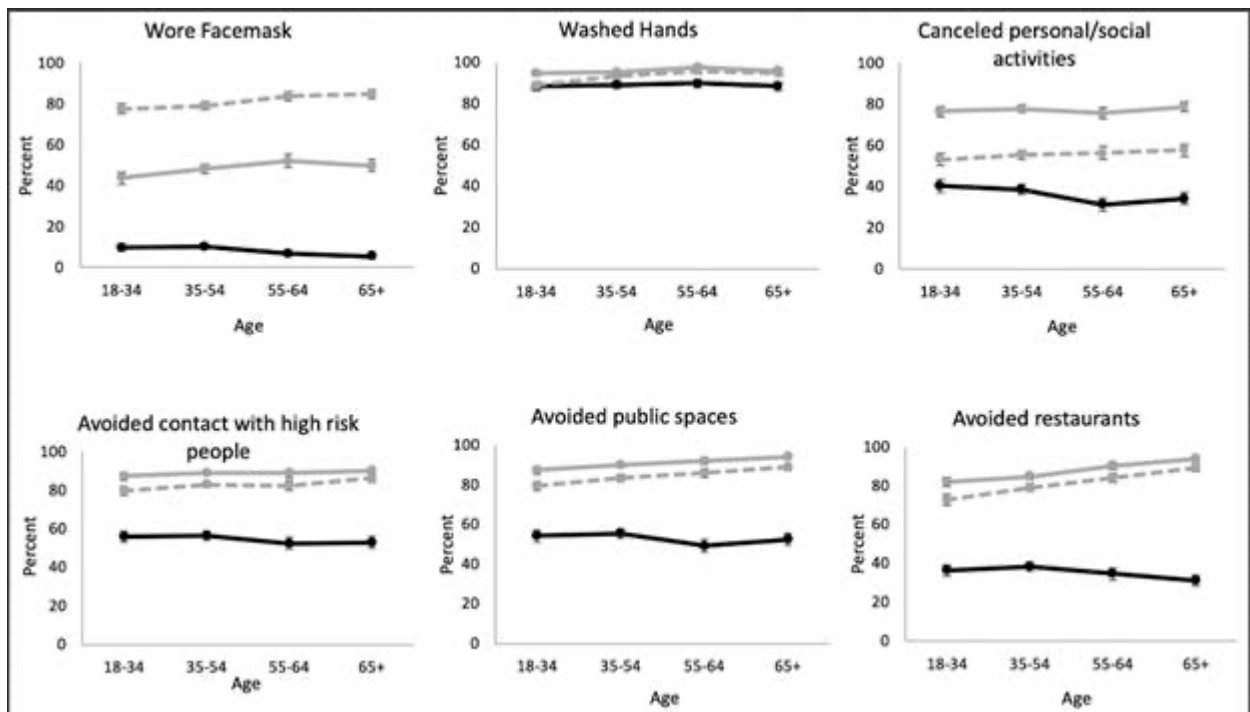 Wore Facemask
100
80
60
40
20
0
Percent
18-34 35-54 55-64 65+
Age
Washed Hands
100
80
60
40
20
0
Percent
18-34 35-54 55-64 65+
Age
Canceled personal/social
activities
100
80
60
40
20
0
Percent
18-34 35-54 55-64 65+
Age
Avoided contact with high risk
people
100
80
60
40
20
0
Percent
18-34 35-54 55-64 65+
Age
Avoided public spaces
100
80
60
40
20
0
Percent
18-34 35-54 55-64 65+
Age
Avoided restaurants
100
80
60
40
20
0
Percent
18-34 35-54 55-64 65+
Age